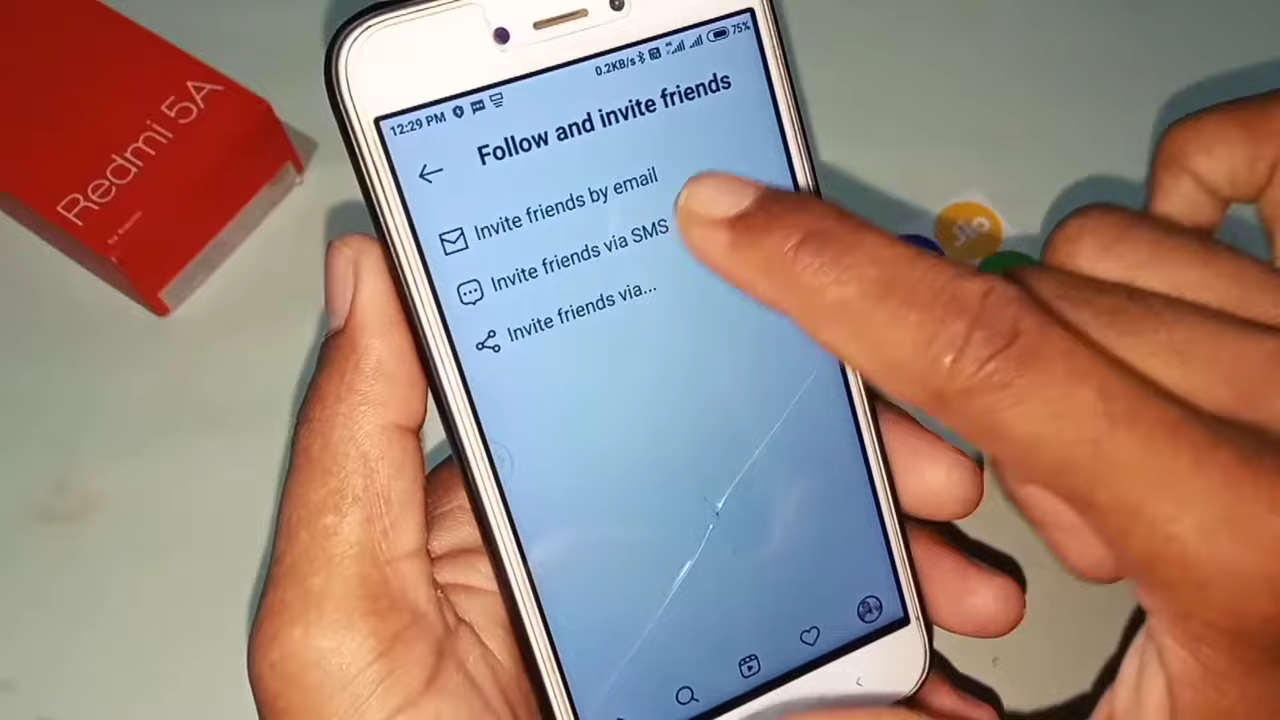 Redmi 5A
12:29 PM
0.2KB/s
75%
Follow and invite friends
Invite friends by email
Invite friends via SMS
Invite friends via...
Jio